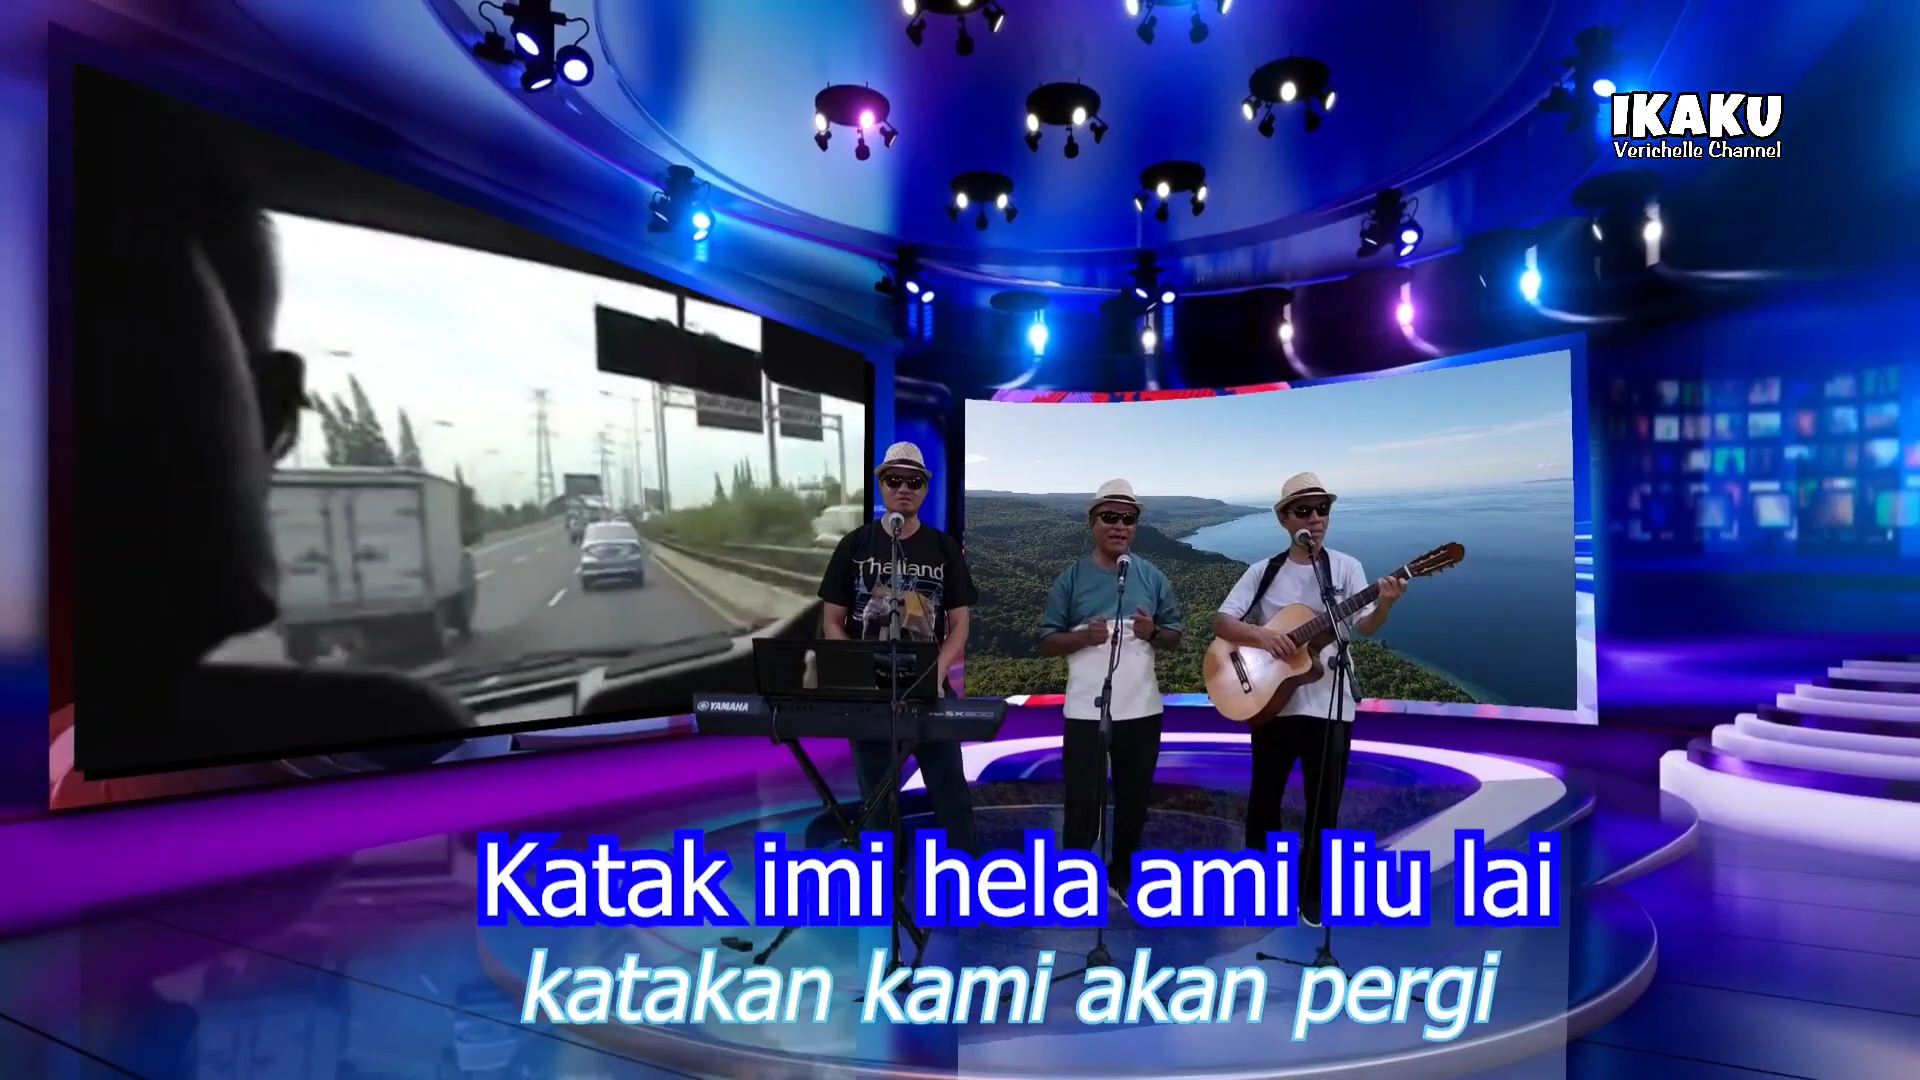 IKAKU
Verichelle Channel
Thailand
YAMAHA
Katak imi hela ami liu lai
katakan kami akan pergi